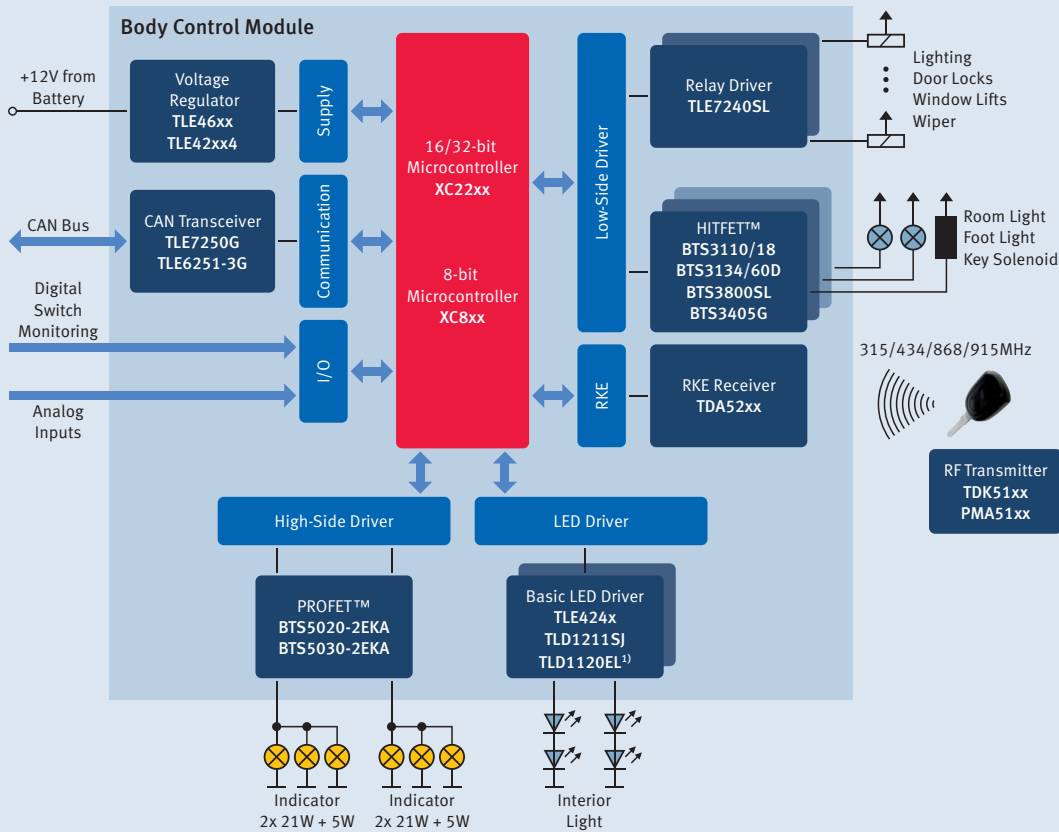 Body Control Module
+12V from
Battery
Voltage
Regulator
TLE46xx
TLE42xx4
Supply
CAN Bus
CAN Transceiver
TLE7250G
TLE6251-3G
Communication
Digital
Switch
Monitoring
Analog
Inputs
I/O
16/32-bit
Microcontroller
XC22xx
8-bit
Microcontroller
XC8xx
Low-Side Driver
Relay Driver
TLE7240SL
Lighting
Door Locks
Window Lifts
Wiper
HITFET™
BTS3110/18
BTS3134/60D
BTS3800SL
BTS3405G
Room Light
Foot Light
Key Solenoid
RKE
RKE Receiver
TDA52xx
315/434/868/915MHz
RF Transmitter
TDK51xx
PMA51xx
High-Side Driver
LED Driver
PROFET™
BTS5020-2EKA
BTS5030-2EKA
Basic LED Driver
TLE424x
TLD1211SJ
TLD1120EL1)
Indicator
2x 21W + 5W
Indicator
2x 21W + 5W
Interior
Light